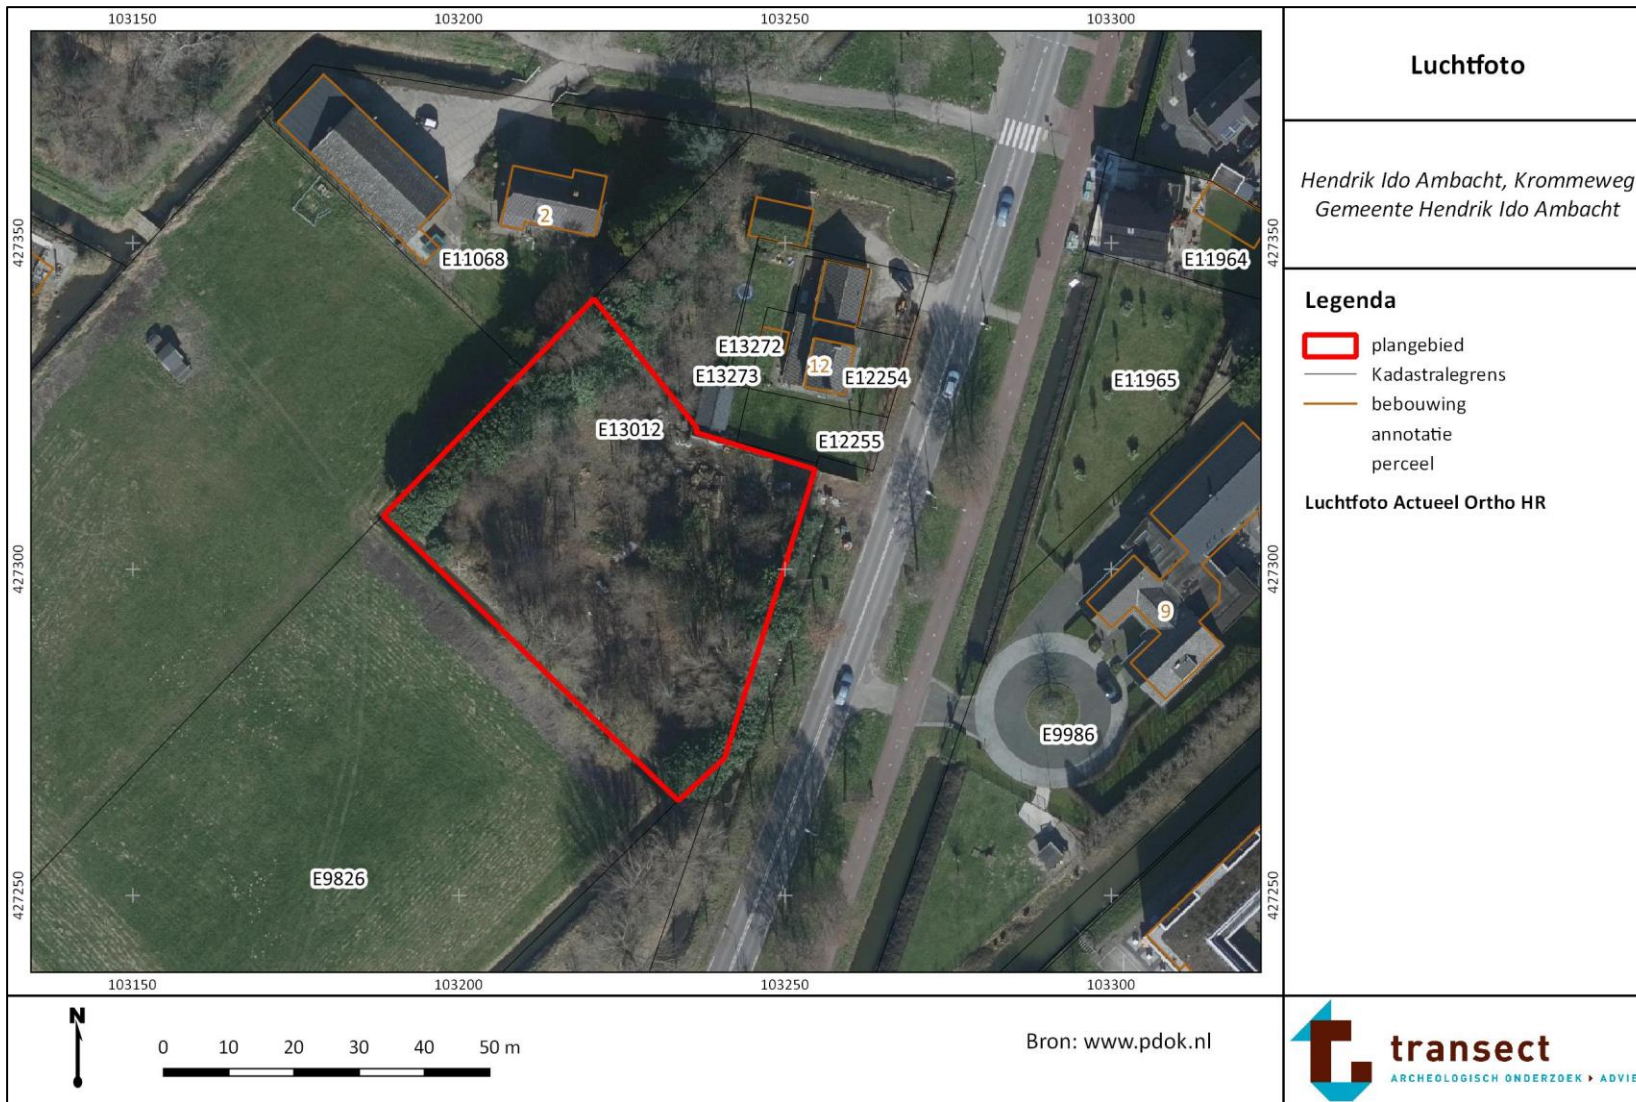 103150 103200 103250 103300
427350
427300
427250
2
E11068
E11964
E13272
12
E13273
E12254
E11965
E13012
E12255
9
E9986
E9826
427350
427300
427250
103150 103200 103250 103300
Luchtfoto
Hendrik Ido Ambacht, Krommeweg
Gemeente Hendrik Ido Ambacht
Legenda
plangebied
Kadastralegrens
bebouwing
annotatie
perceel
Luchtfoto Actueel Ortho HR
N
0 10 20 30 40 50 m
Bron: www.pdok.nl
transect
ARCHEOLOGISCH ONDERZOEK ▸ ADVIE